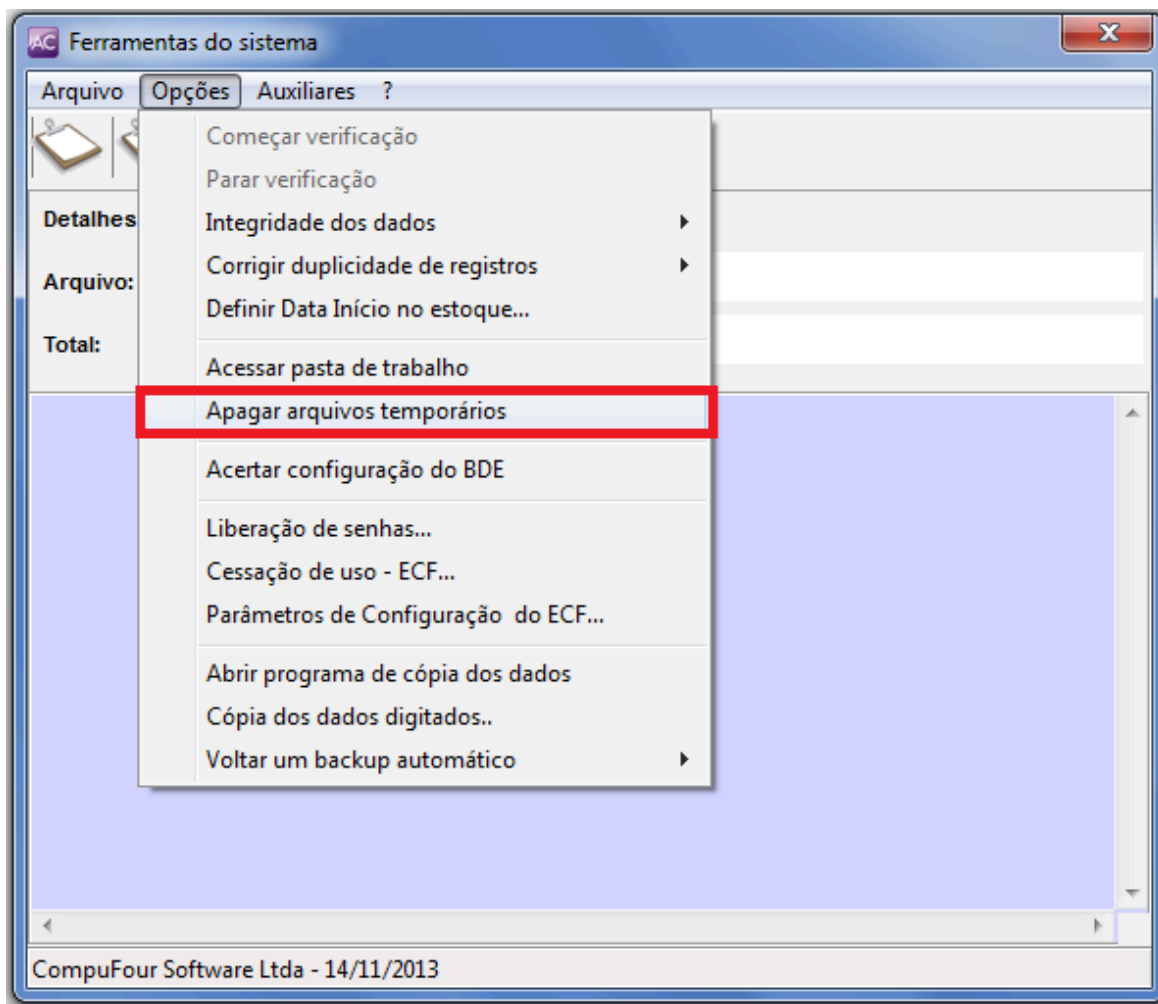 AC Ferramentas do sistema
Arquivo Opções Auxiliares ?
Começar verificação
Parar verificação
Detalhes
Integridade dos dados
Corrigir duplicidade de registros
Arquivo:
Definir Data Início no estoque...
Total:
Acessar pasta de trabalho
Apagar arquivos temporários
Acertar configuração do BDE
Liberação de senhas...
Cessação de uso - ECF...
Parâmetros de Configuração do ECF...
Abrir programa de cópia dos dados
Cópia dos dados digitados..
Voltar um backup automático
CompuFour Software Ltda - 14/11/2013